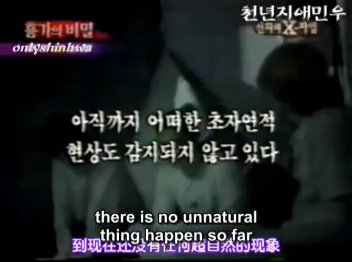 흉가의 비밀
onlyshinhwa
천년지애민우
신화의 X-파일
아직까지 어떠한 초자연적
현상도 감지되지 않고 있다
there is no unnatural
thing happen so far
到现在还没有任何超自然的现象